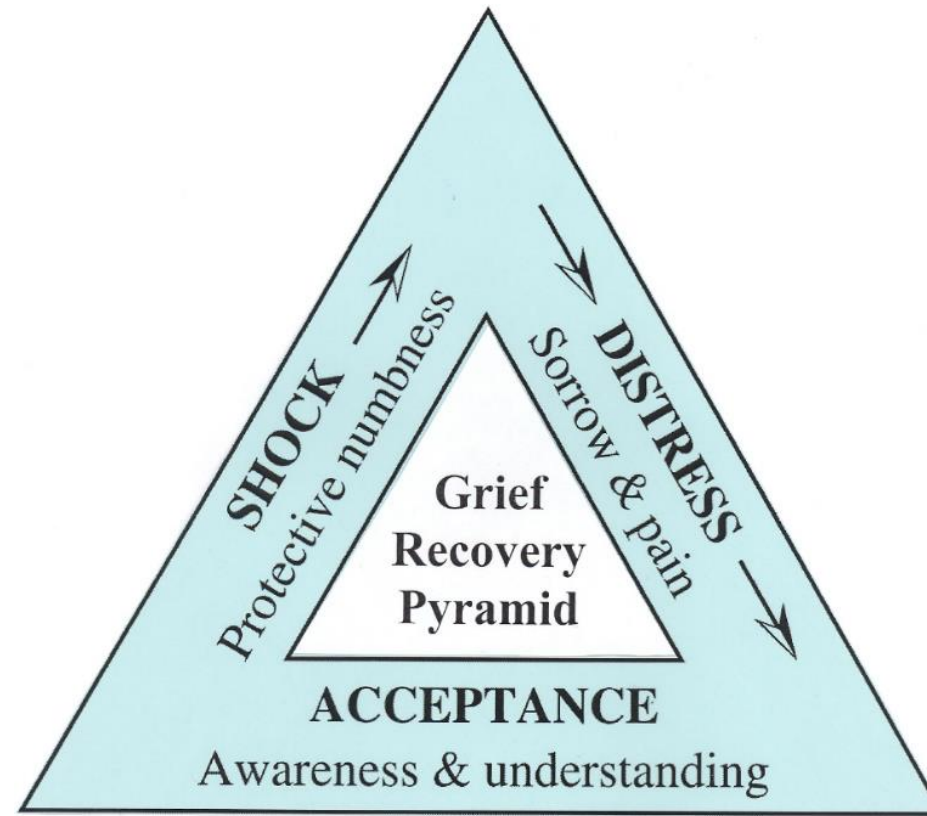 SHOCK
Protective numbness
DISTRESS
Sorrow & pain
Grief
Recovery
Pyramid
ACCEPTANCE
Awareness & understanding